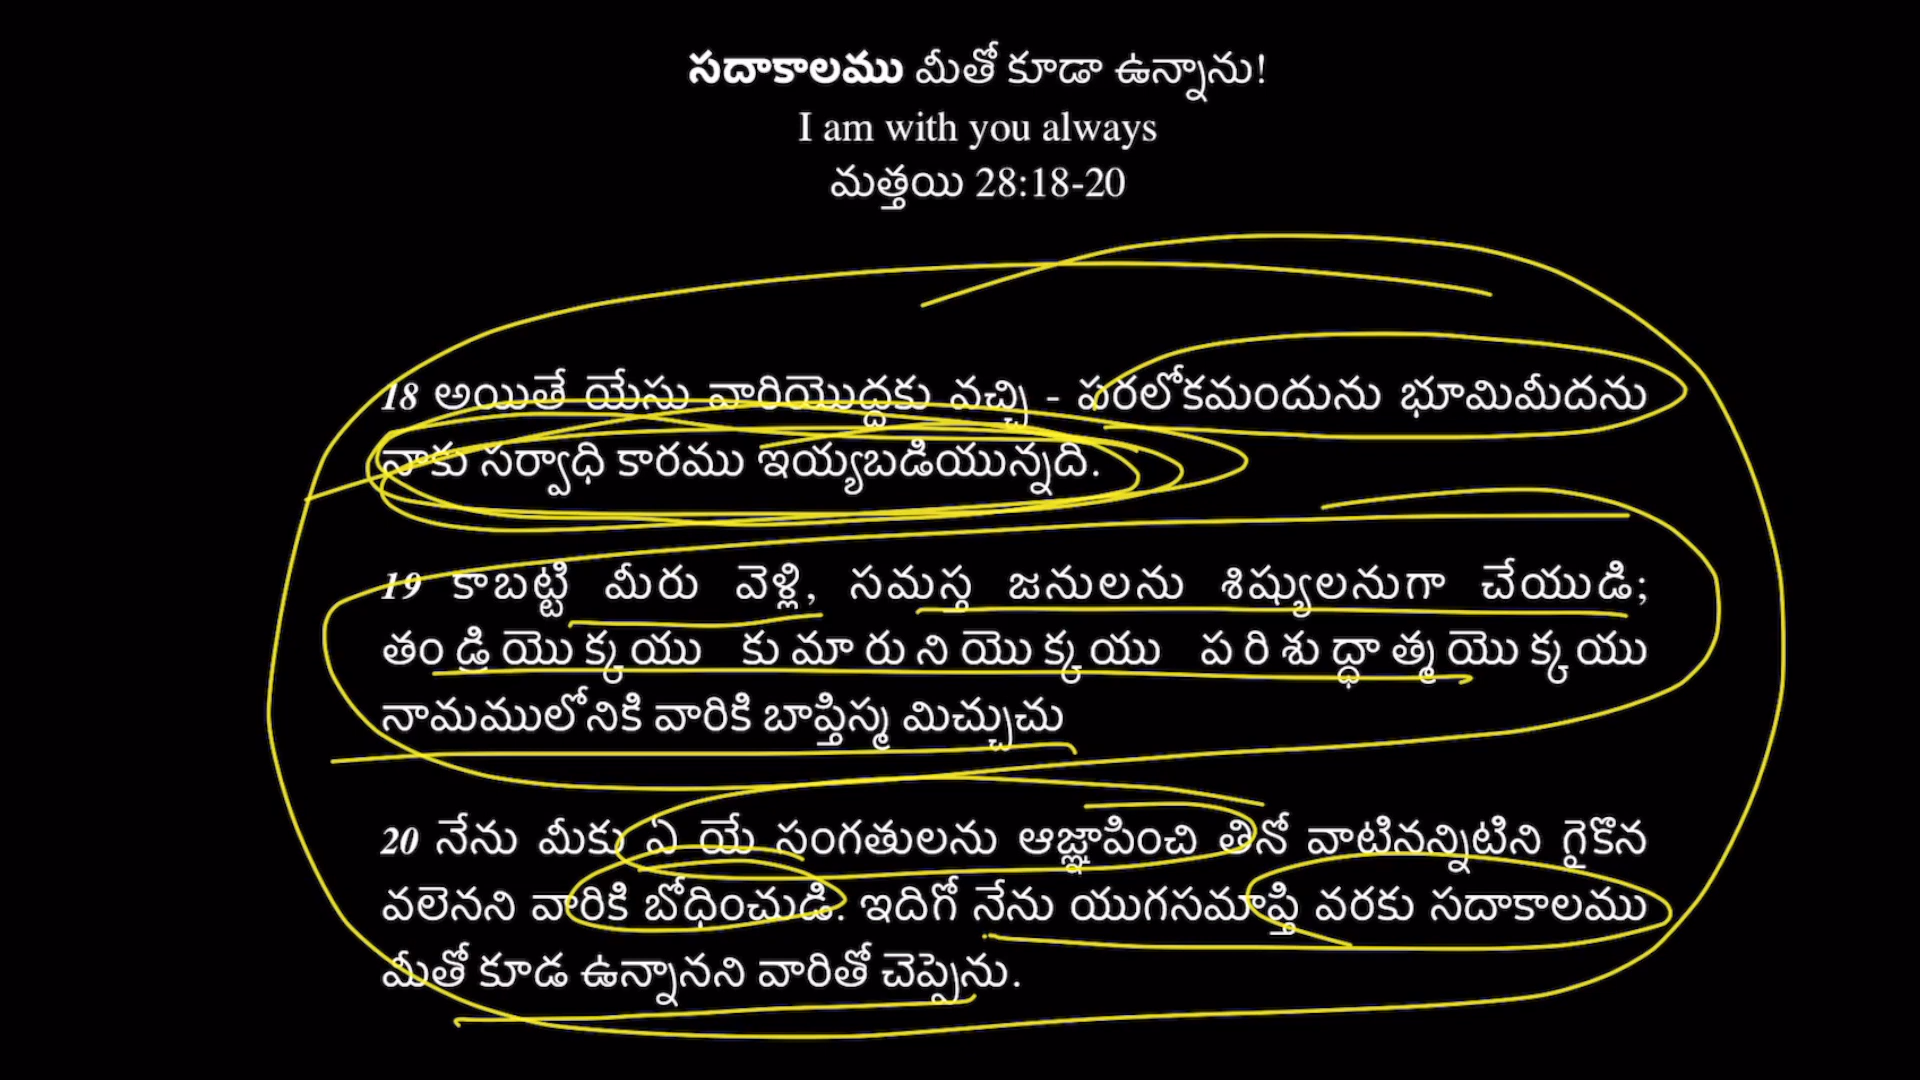 సదాకాలము మీతో కూడా ఉన్నాను!
I am with you always
మత్తయి 28:18-20
18 అయితే యేసు వారియొద్దకు వచ్చి - పరలోకమందును భూమిమీదను
నాకు సర్వాధి కారము ఇయ్యబడియున్నది.
19 కాబట్టి మీరు వెళ్లి, సమస్త జనులను శిష్యులనుగా చేయుడి;
తండ్రియొక్కయు కుమారునియొక్కయు పరిశుద్ధాత్మయొక్కయు
నామములోనికి వారికి బాప్తిస్మ మిచ్చుచు
20 నేను మీకు ఏ యే సంగతులను ఆజ్ఞాపించి తినో వాటినన్నిటిని గైకొన
వలెనని వారికి బోధించుడి. ఇదిగో నేను యుగసమాప్తి వరకు సదాకాలము
మీతో కూడ ఉన్నానని వారితో చెప్పెను.